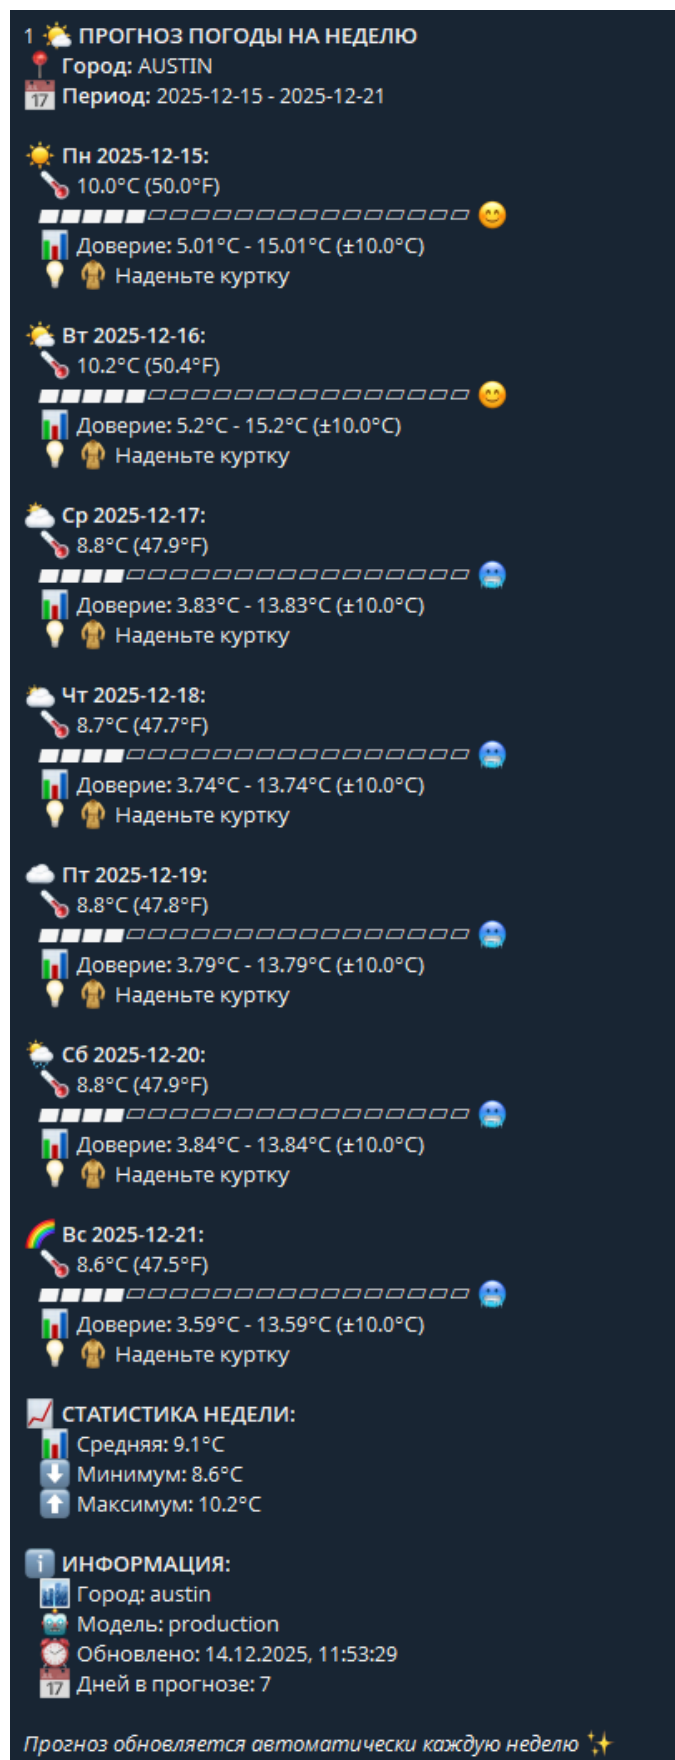 1 🌤️ ПРОГНОЗ ПОГОДЫ НА НЕДЕЛЮ
📍 Город: AUSTIN
📅 Период: 2025-12-15 - 2025-12-21
☀️ Пн 2025-12-15:
🌡️ 10.0°C (50.0°F)
▰▰▰▰▰▱▱▱▱▱▱▱▱▱▱▱▱▱▱▱ 😊
📊 Доверие: 5.01°C - 15.01°C (±10.0°C)
💡 🧥 Наденьте куртку
🌤️ Вт 2025-12-16:
🌡️ 10.2°C (50.4°F)
▰▰▰▰▰▱▱▱▱▱▱▱▱▱▱▱▱▱▱▱ 😊
📊 Доверие: 5.2°C - 15.2°C (±10.0°C)
💡 🧥 Наденьте куртку
🌥️ Ср 2025-12-17:
🌡️ 8.8°C (47.9°F)
▰▰▰▰▱▱▱▱▱▱▱▱▱▱▱▱▱▱▱▱ 🥶
📊 Доверие: 3.83°C - 13.83°C (±10.0°C)
💡 🧥 Наденьте куртку
🌥️ Чт 2025-12-18:
🌡️ 8.7°C (47.7°F)
▰▰▰▰▱▱▱▱▱▱▱▱▱▱▱▱▱▱▱▱ 🥶
📊 Доверие: 3.74°C - 13.74°C (±10.0°C)
💡 🧥 Наденьте куртку
☁️ Пт 2025-12-19:
🌡️ 8.8°C (47.8°F)
▰▰▰▰▱▱▱▱▱▱▱▱▱▱▱▱▱▱▱▱ 🥶
📊 Доверие: 3.79°C - 13.79°C (±10.0°C)
💡 🧥 Наденьте куртку
🌦️ Сб 2025-12-20:
🌡️ 8.8°C (47.9°F)
▰▰▰▰▱▱▱▱▱▱▱▱▱▱▱▱▱▱▱▱ 🥶
📊 Доверие: 3.84°C - 13.84°C (±10.0°C)
💡 🧥 Наденьте куртку
🌈 Вс 2025-12-21:
🌡️ 8.6°C (47.5°F)
▰▰▰▰▱▱▱▱▱▱▱▱▱▱▱▱▱▱▱▱ 🥶
📊 Доверие: 3.59°C - 13.59°C (±10.0°C)
💡 🧥 Наденьте куртку
📈 СТАТИСТИКА НЕДЕЛИ:
📊 Средняя: 9.1°C
⬇️ Минимум: 8.6°C
⬆️ Максимум: 10.2°C
ℹ️ ИНФОРМАЦИЯ:
🏙️ Город: austin
🤖 Модель: production
⏰ Обновлено: 14.12.2025, 11:53:29
📅 Дней в прогнозе: 7
Прогноз обновляется автоматически каждую неделю ✨